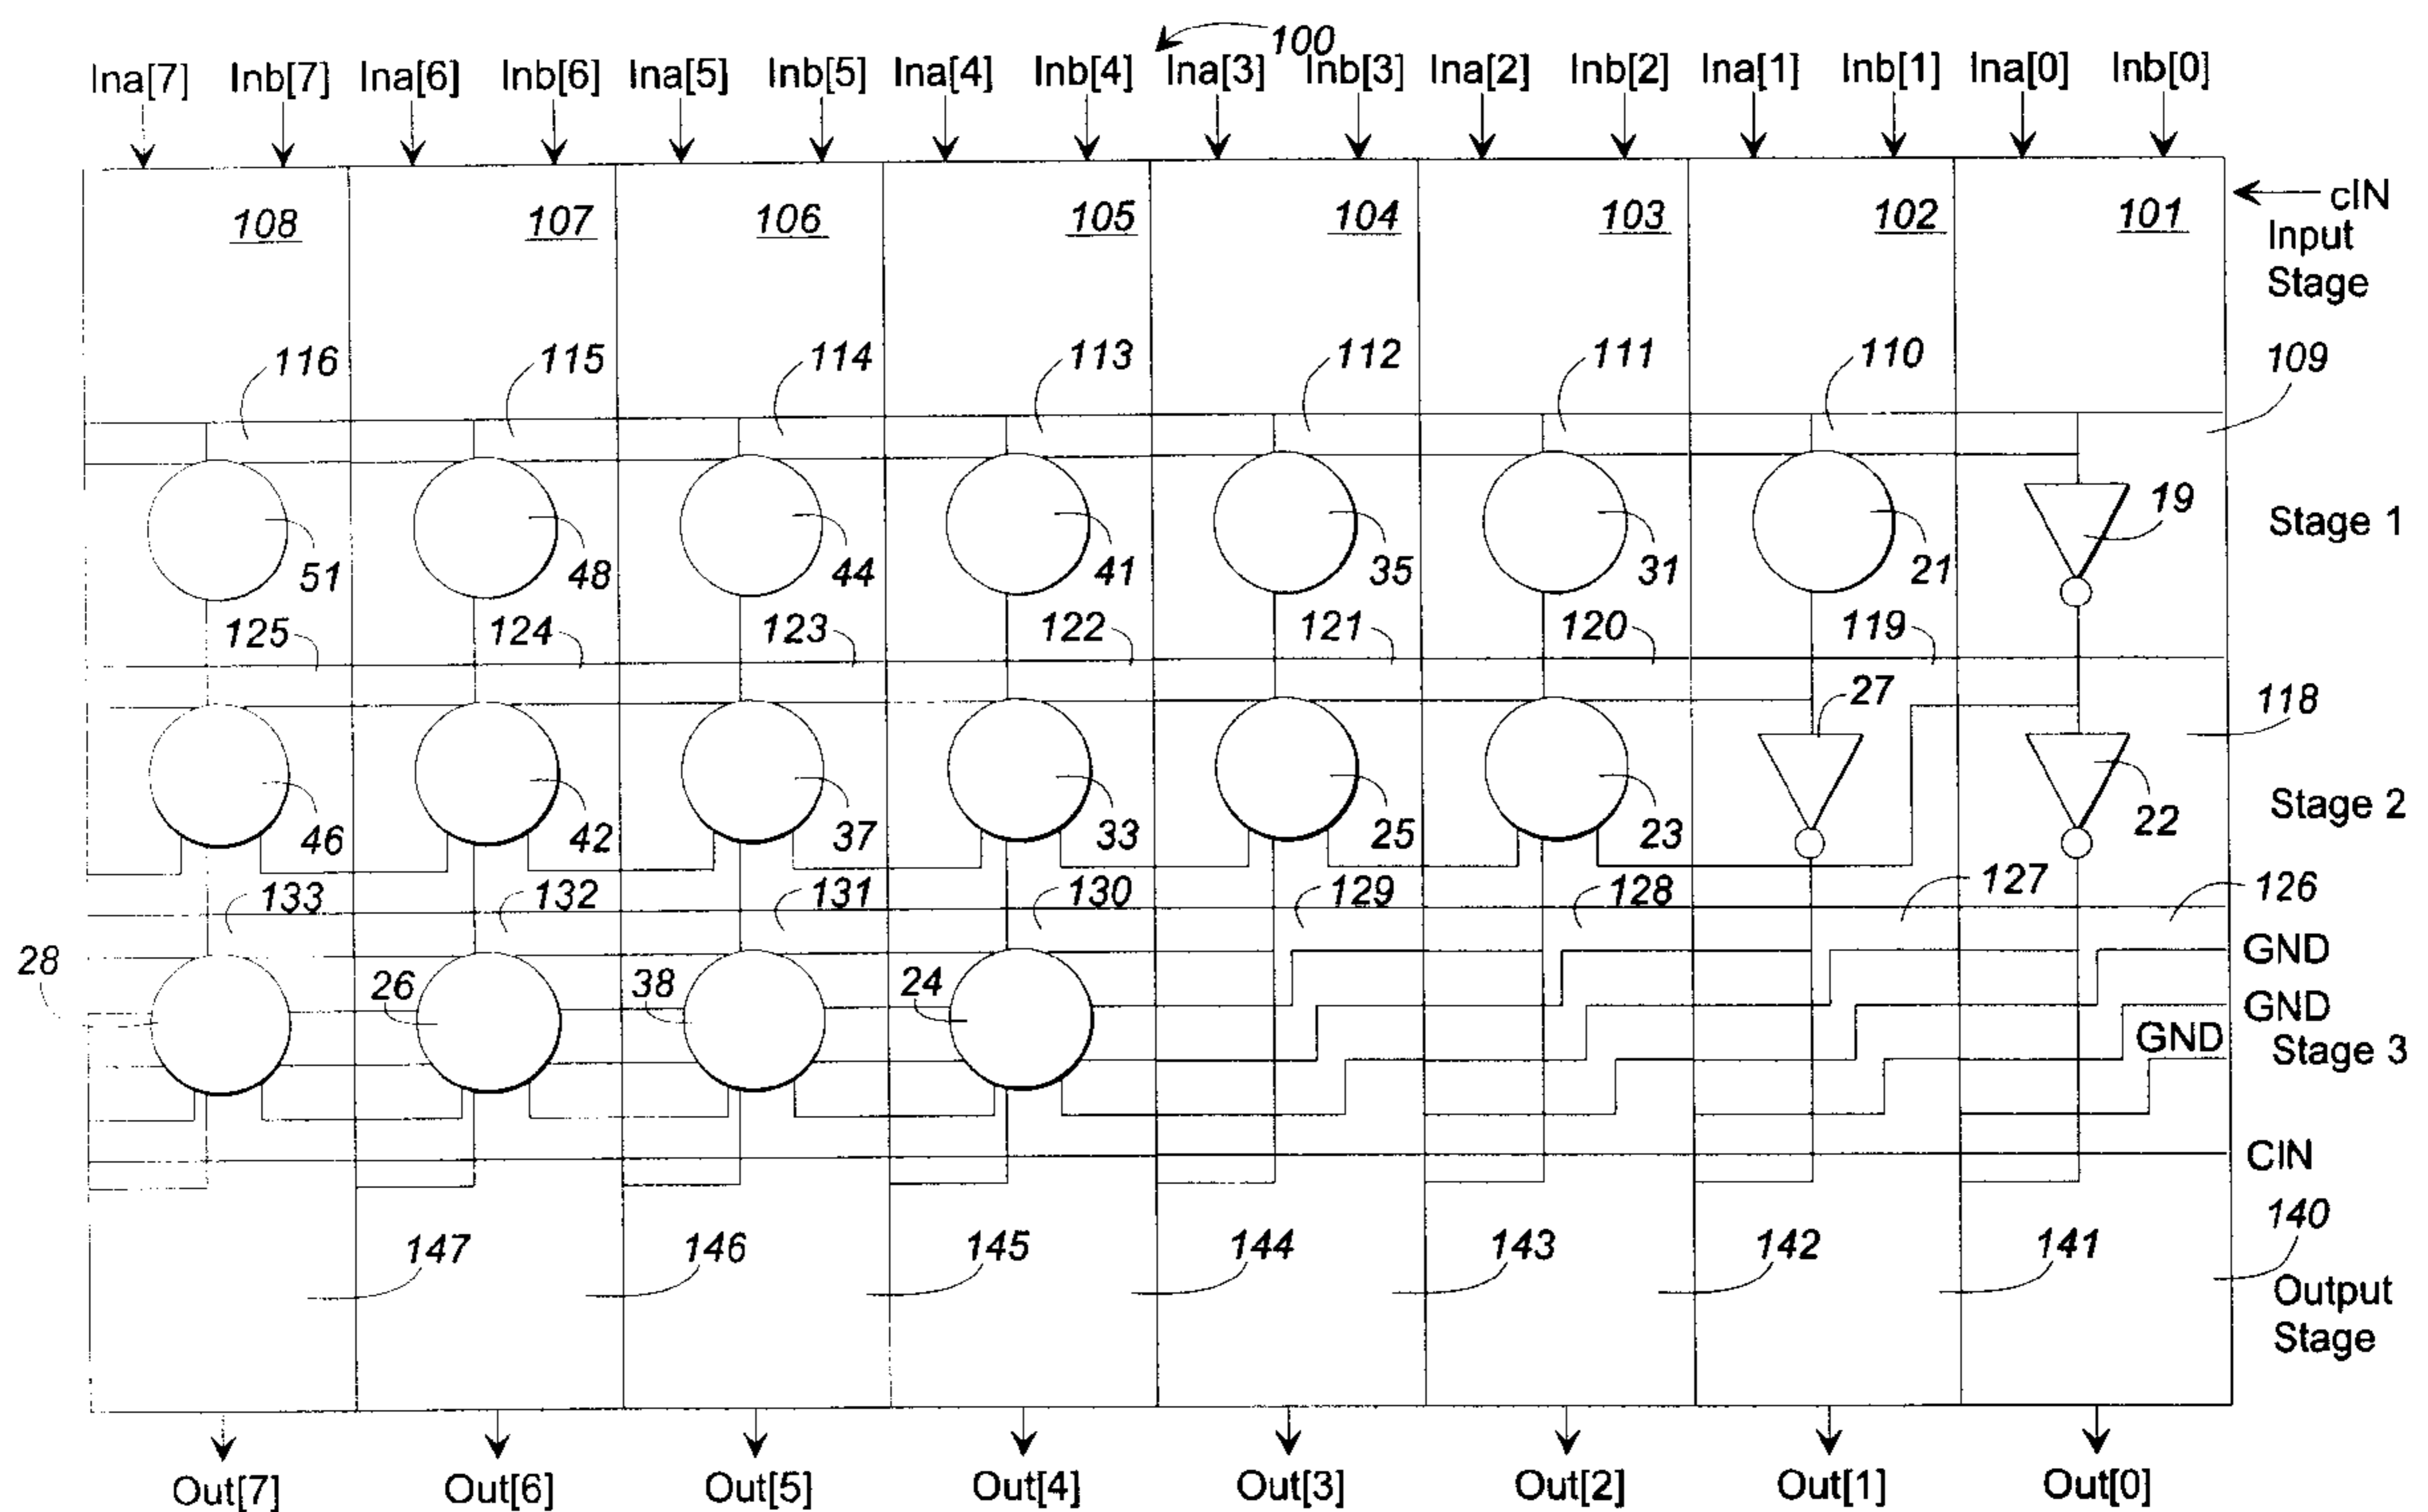 100
Ina[7] Inb[7] Ina[6] Inb[6] Ina[5] Inb[5] Ina[4] Inb[4] Ina[3] Inb[3] Ina[2] Inb[2] Ina[1] Inb[1] Ina[0] Inb[0]
cIN
108 107 106 105 104 103 102 101
Input
Stage
116 115 114 113 112 111 110 109
19
Stage 1
51 48 44 41 35 31 21
125 124 123 122 121 120 119
27 118
46 42 37 33 25 23 22
Stage 2
133 132 131 130 129 128 127 126
GND
28 26 38 24
GND
GND
Stage 3
CIN
147 146 145 144 143 142 141 140
Output
Stage
Out[7] Out[6] Out[5] Out[4] Out[3] Out[2] Out[1] Out[0]